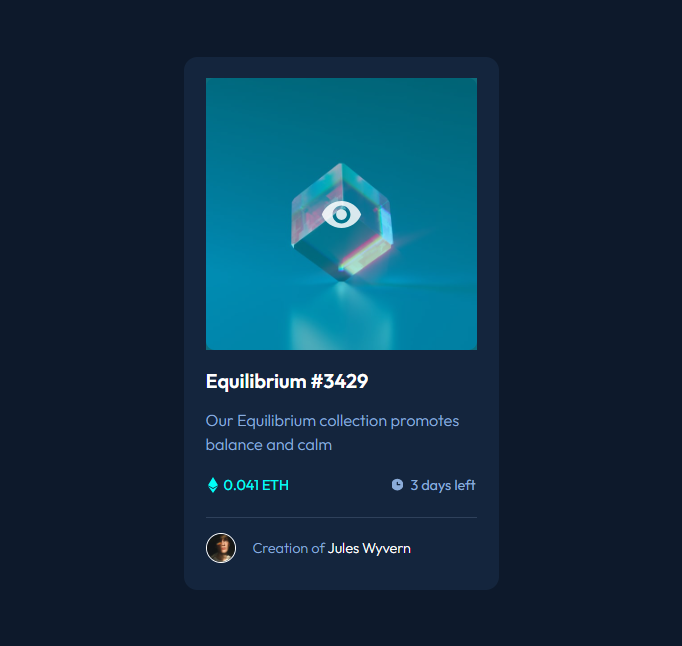 Equilibrium #3429
Our Equilibrium collection promotes
balance and calm
0.041 ETH
3 days left
Creation of Jules Wyvern